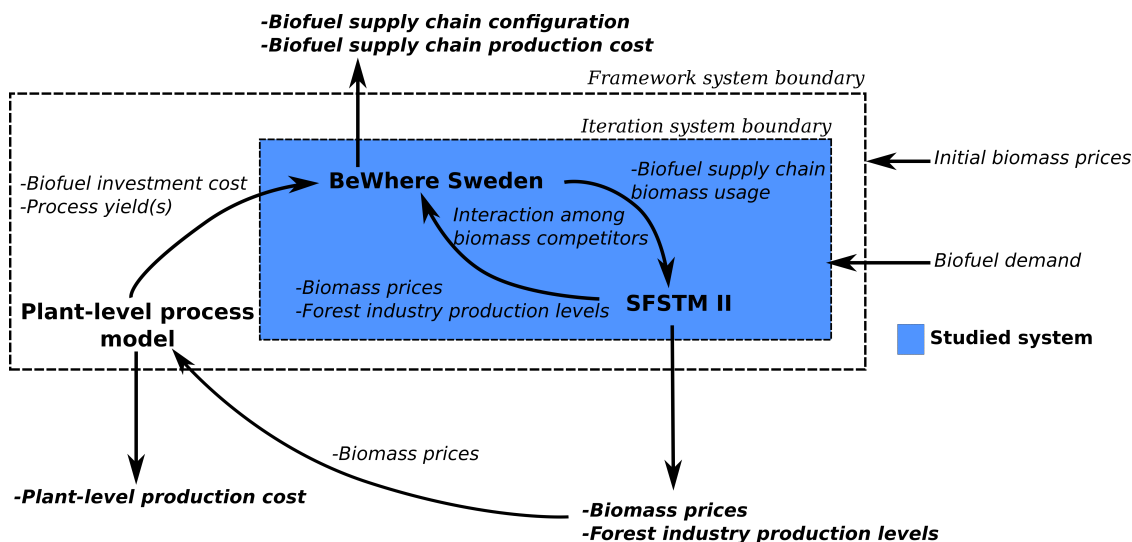 -Biofuel supply chain configuration
-Biofuel supply chain production cost
Framework system boundary
Iteration system boundary
Initial biomass prices
-Biofuel investment cost
-Process yield(s)
BeWhere Sweden
-Biofuel supply chain
biomass usage
Interaction among
biomass competitors
Biofuel demand
-Biomass prices
-Forest industry production levels
SFSTM II
Plant-level process
model
Studied system
-Biomass prices
-Plant-level production cost
-Biomass prices
-Forest industry production levels